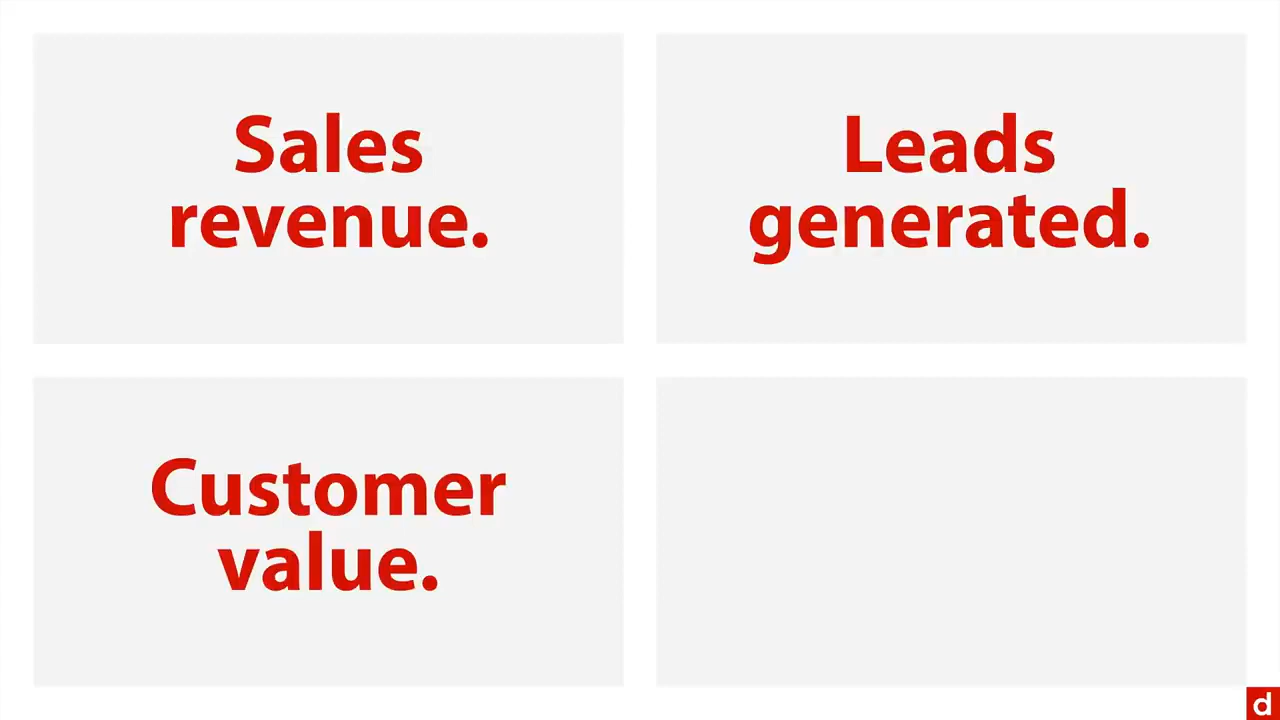 Sales
revenue.
Leads
generated.
Customer
value.
d